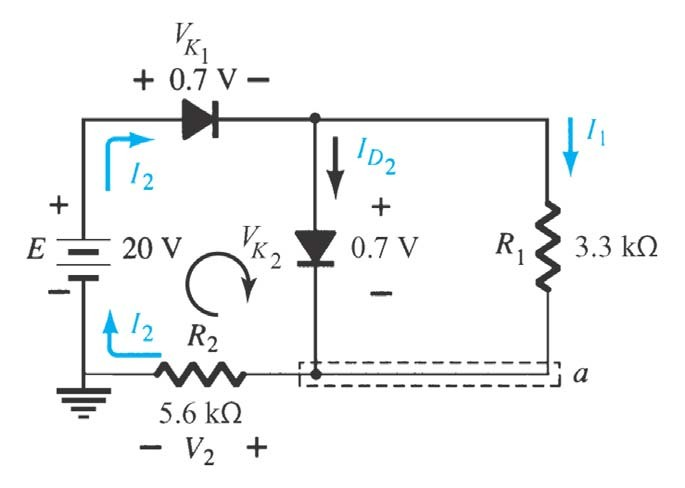 V_K1
+ 0.7 V −
I_1
I_2
I_D2
+
+
E
20 V
V_K2
0.7 V
R_1
3.3 kΩ
−
−
I_2
R_2
a
5.6 kΩ
− V_2 +